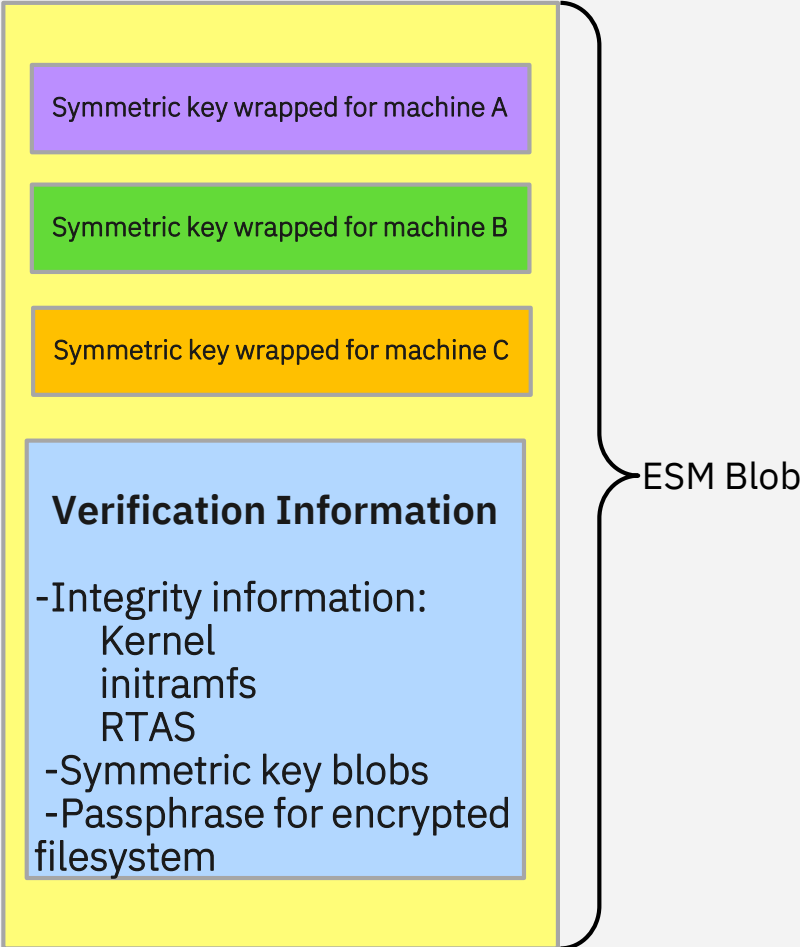 Symmetric key wrapped for machine A
Symmetric key wrapped for machine B
Symmetric key wrapped for machine C
Verification Information
-Integrity information:
Kernel
initramfs
RTAS
-Symmetric key blobs
-Passphrase for encrypted
filesystem
ESM Blob